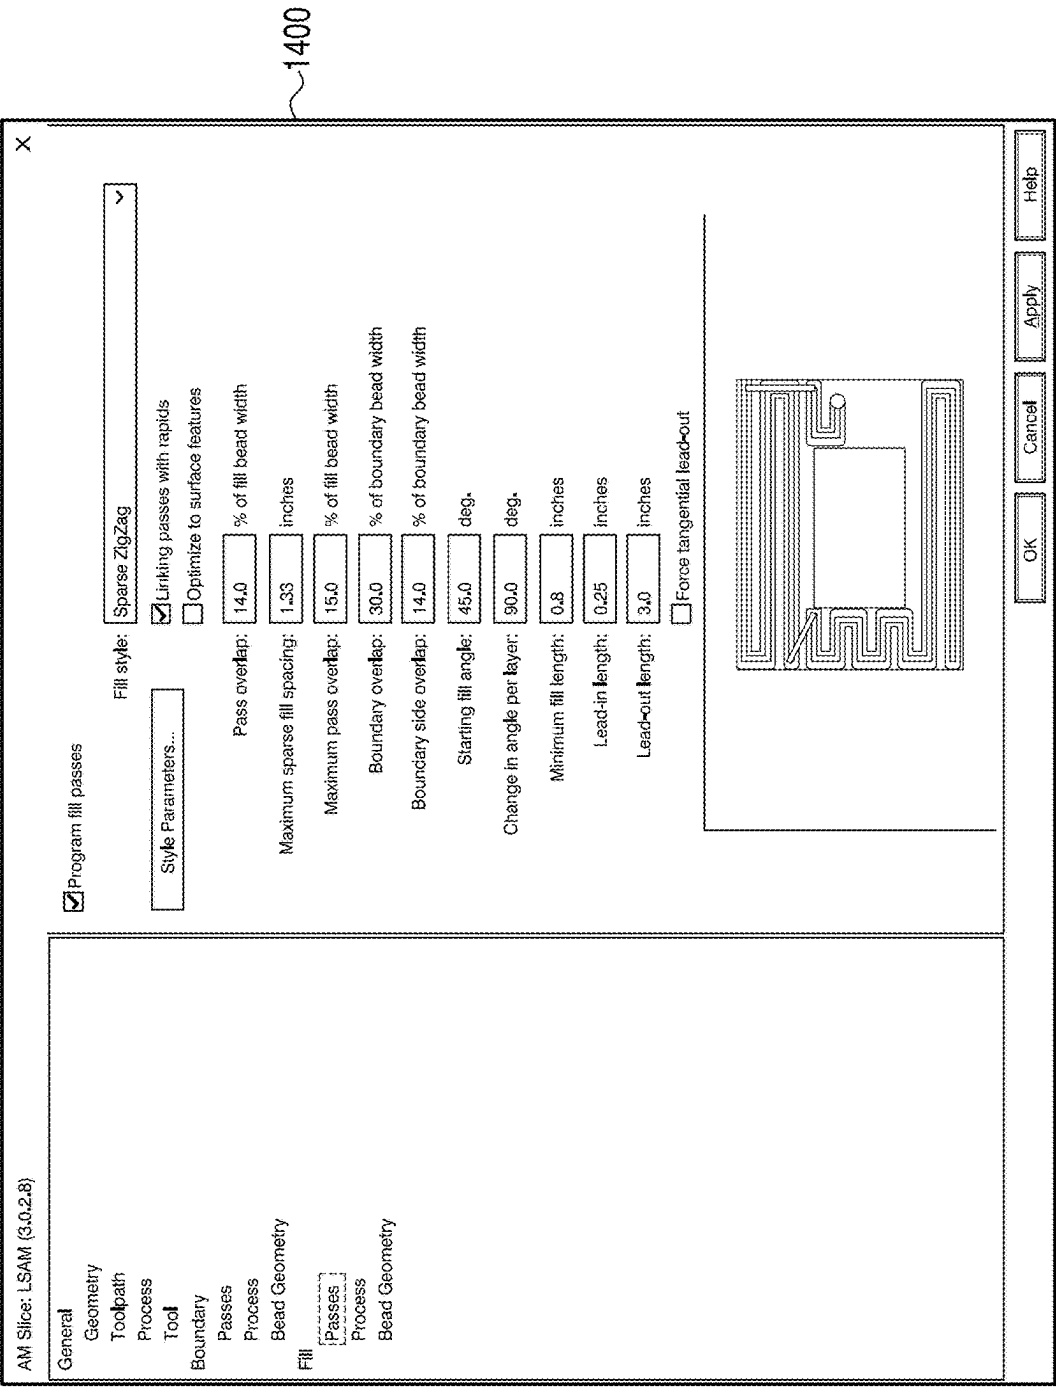 1400
AM Slice: LSAM (3.0.2.8)
X
General
Geometry
Toolpath
Process
Tool
Boundary
Passes
Process
Bead Geometry
Fill
Passes
Process
Bead Geometry
Program fill passes
Fill style: Sparse ZigZag
Style Parameters...
Linking passes with rapids
Optimize to surface features
Pass overlap: 14.0 % of fill bead width
Maximum sparse fill spacing: 1.33 inches
Maximum pass overlap: 15.0 % of fill bead width
Boundary overlap: 30.0 % of boundary bead width
Boundary side overlap: 14.0 % of boundary bead width
Starting fill angle: 45.0 deg.
Change in angle per layer: 90.0 deg.
Minimum fill length: 0.8 inches
Lead-in length: 0.25 inches
Lead-out length: 3.0 inches
Force tangential lead-out
OK Cancel Apply Help